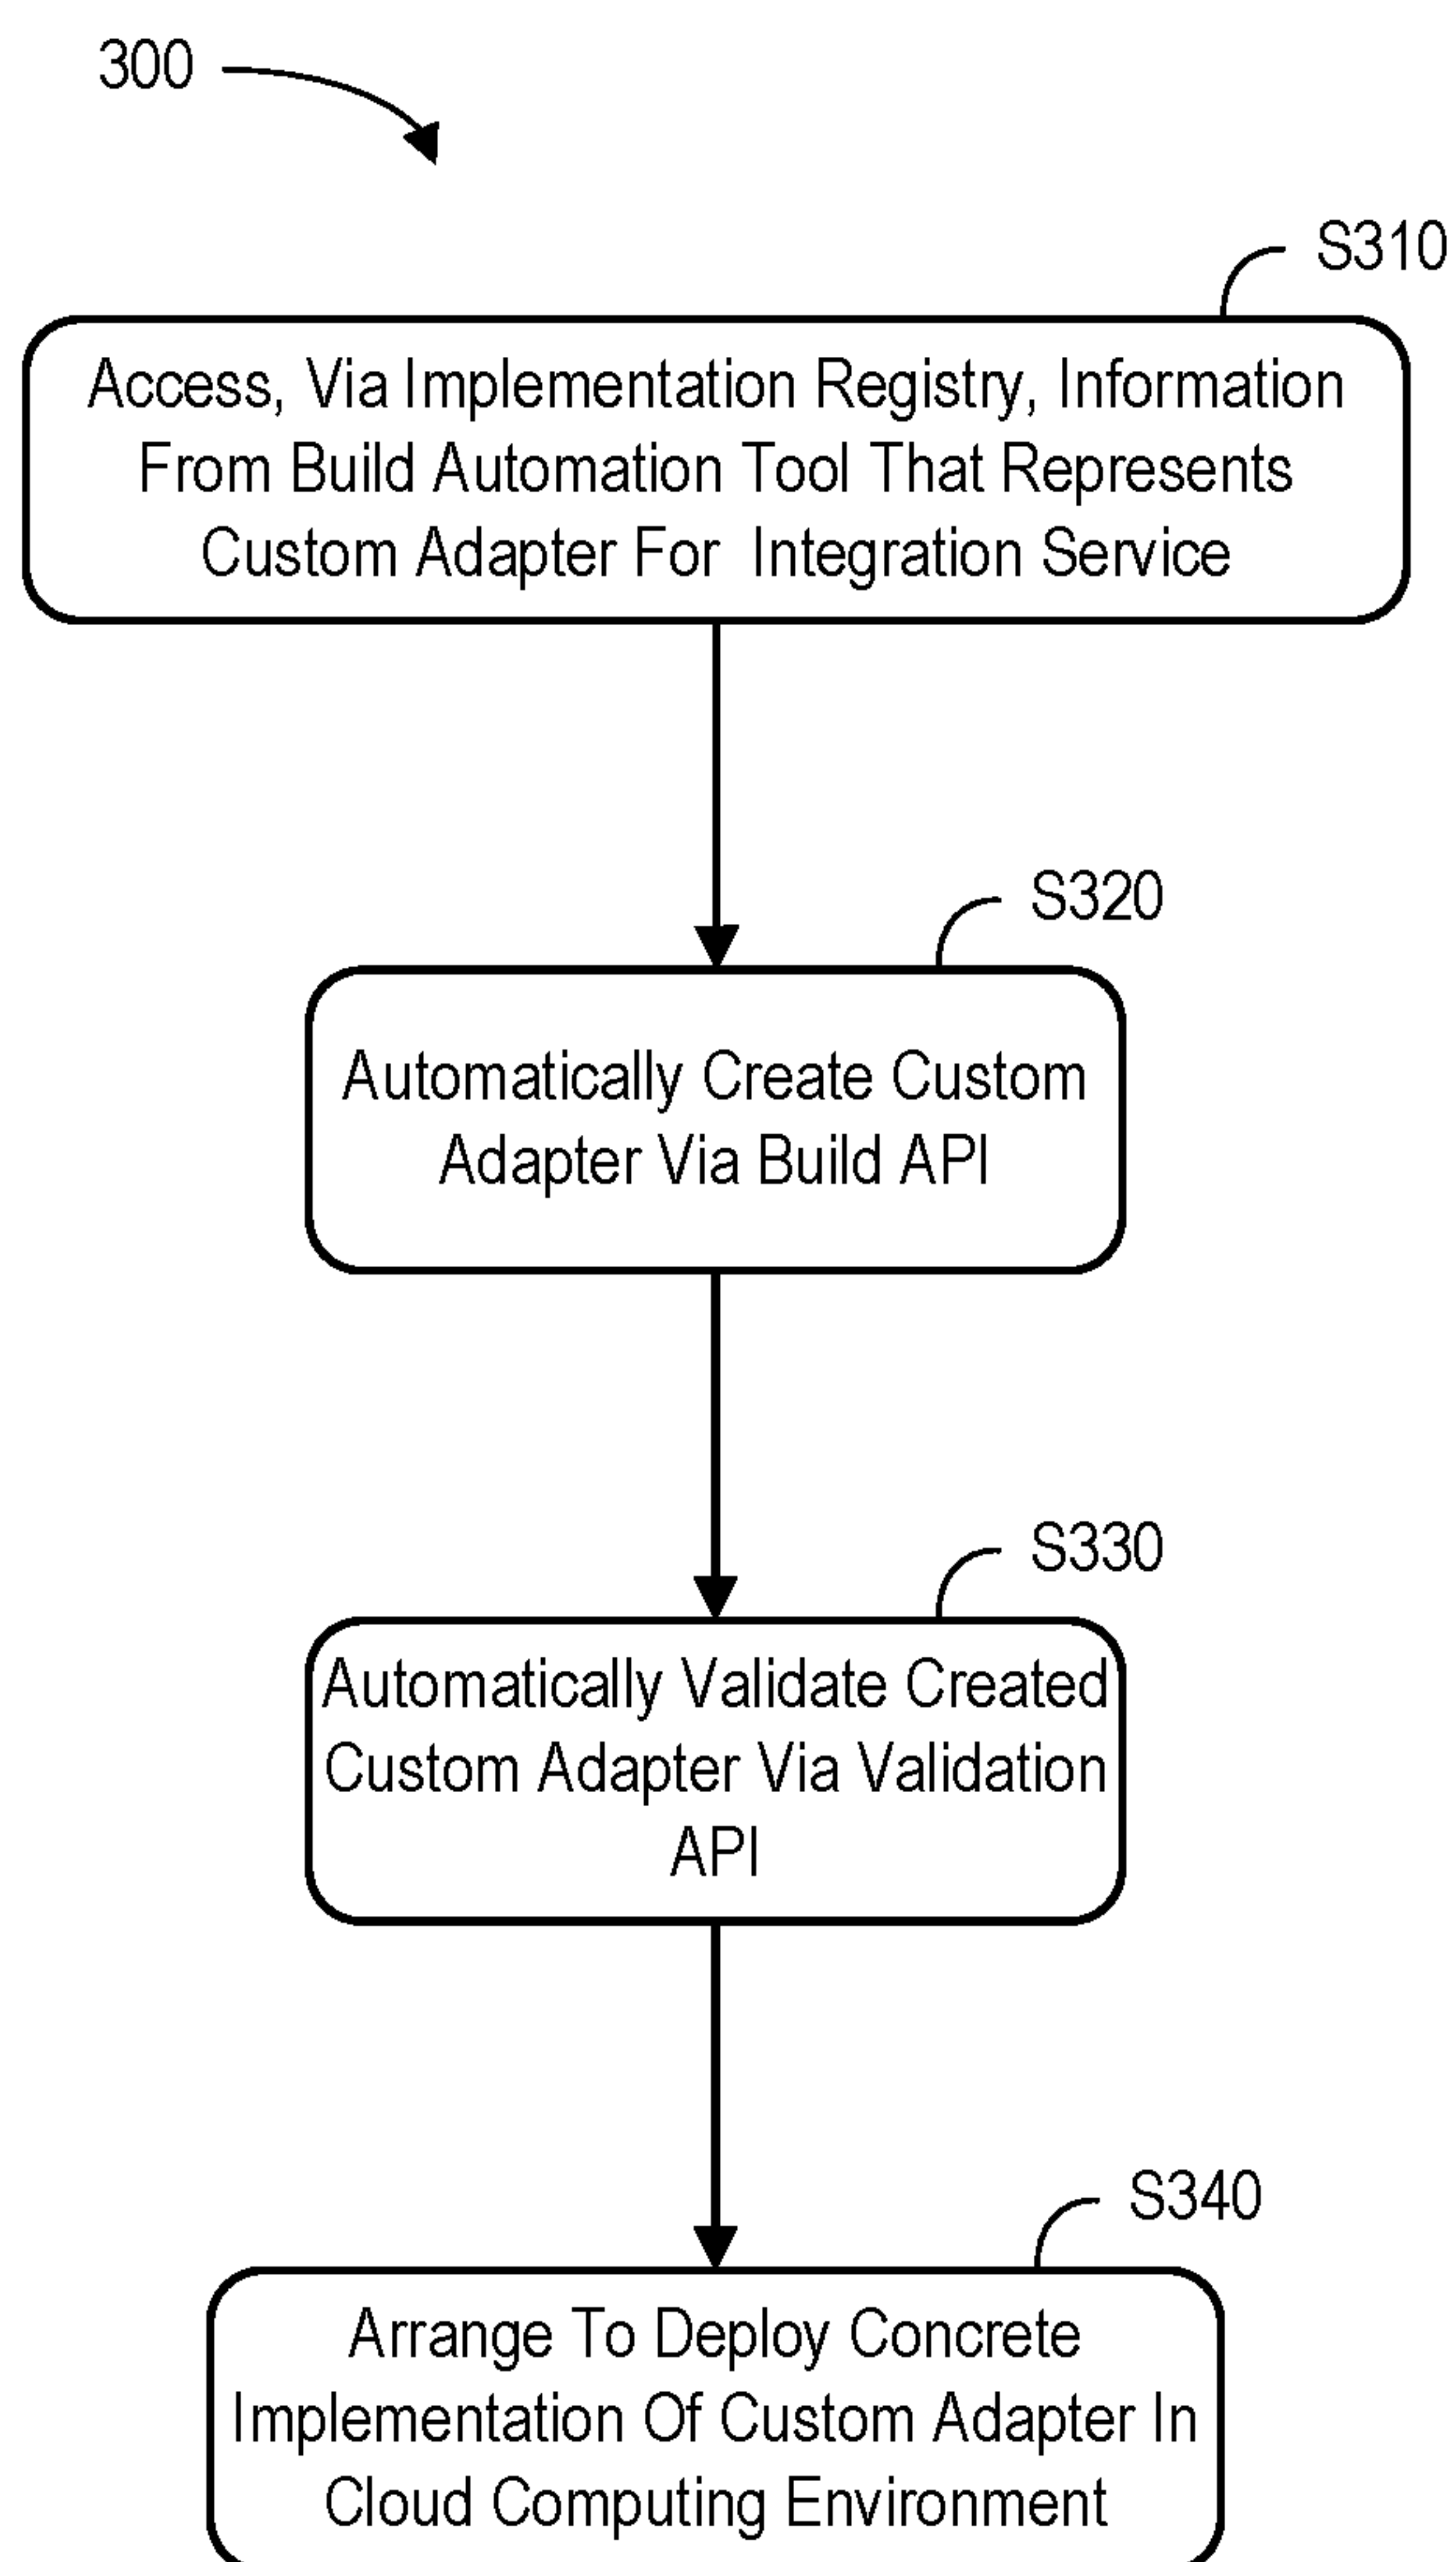 300
S310
Access, Via Implementation Registry, Information
From Build Automation Tool That Represents
Custom Adapter For Integration Service
S320
Automatically Create Custom
Adapter Via Build API
S330
Automatically Validate Created
Custom Adapter Via Validation
API
S340
Arrange To Deploy Concrete
Implementation Of Custom Adapter In
Cloud Computing Environment